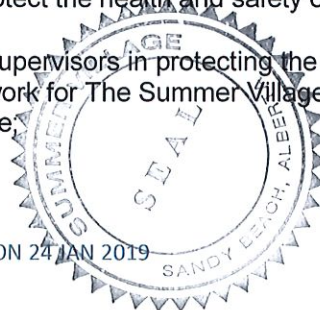 otect the health and safety o
upervisors in protecting the
ork for The Summer Village
e;
SUMMER VILLAGE
SEAL
SANDY BEACH, ALBER
ON 24 JAN 2019